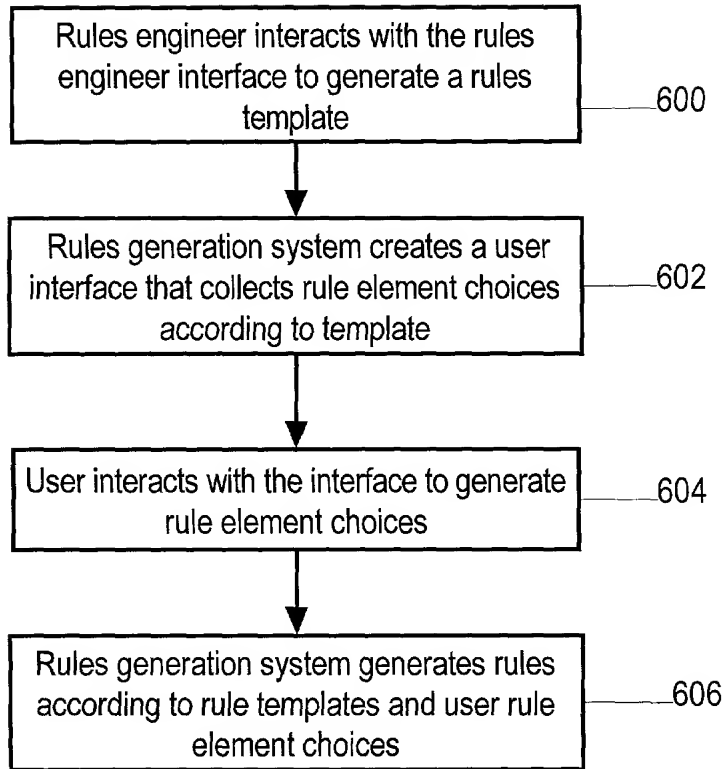 Rules engineer interacts with the rules
engineer interface to generate a rules
template
600
Rules generation system creates a user
interface that collects rule element choices
according to template
602
User interacts with the interface to generate
rule element choices
604
Rules generation system generates rules
according to rule templates and user rule
element choices
606